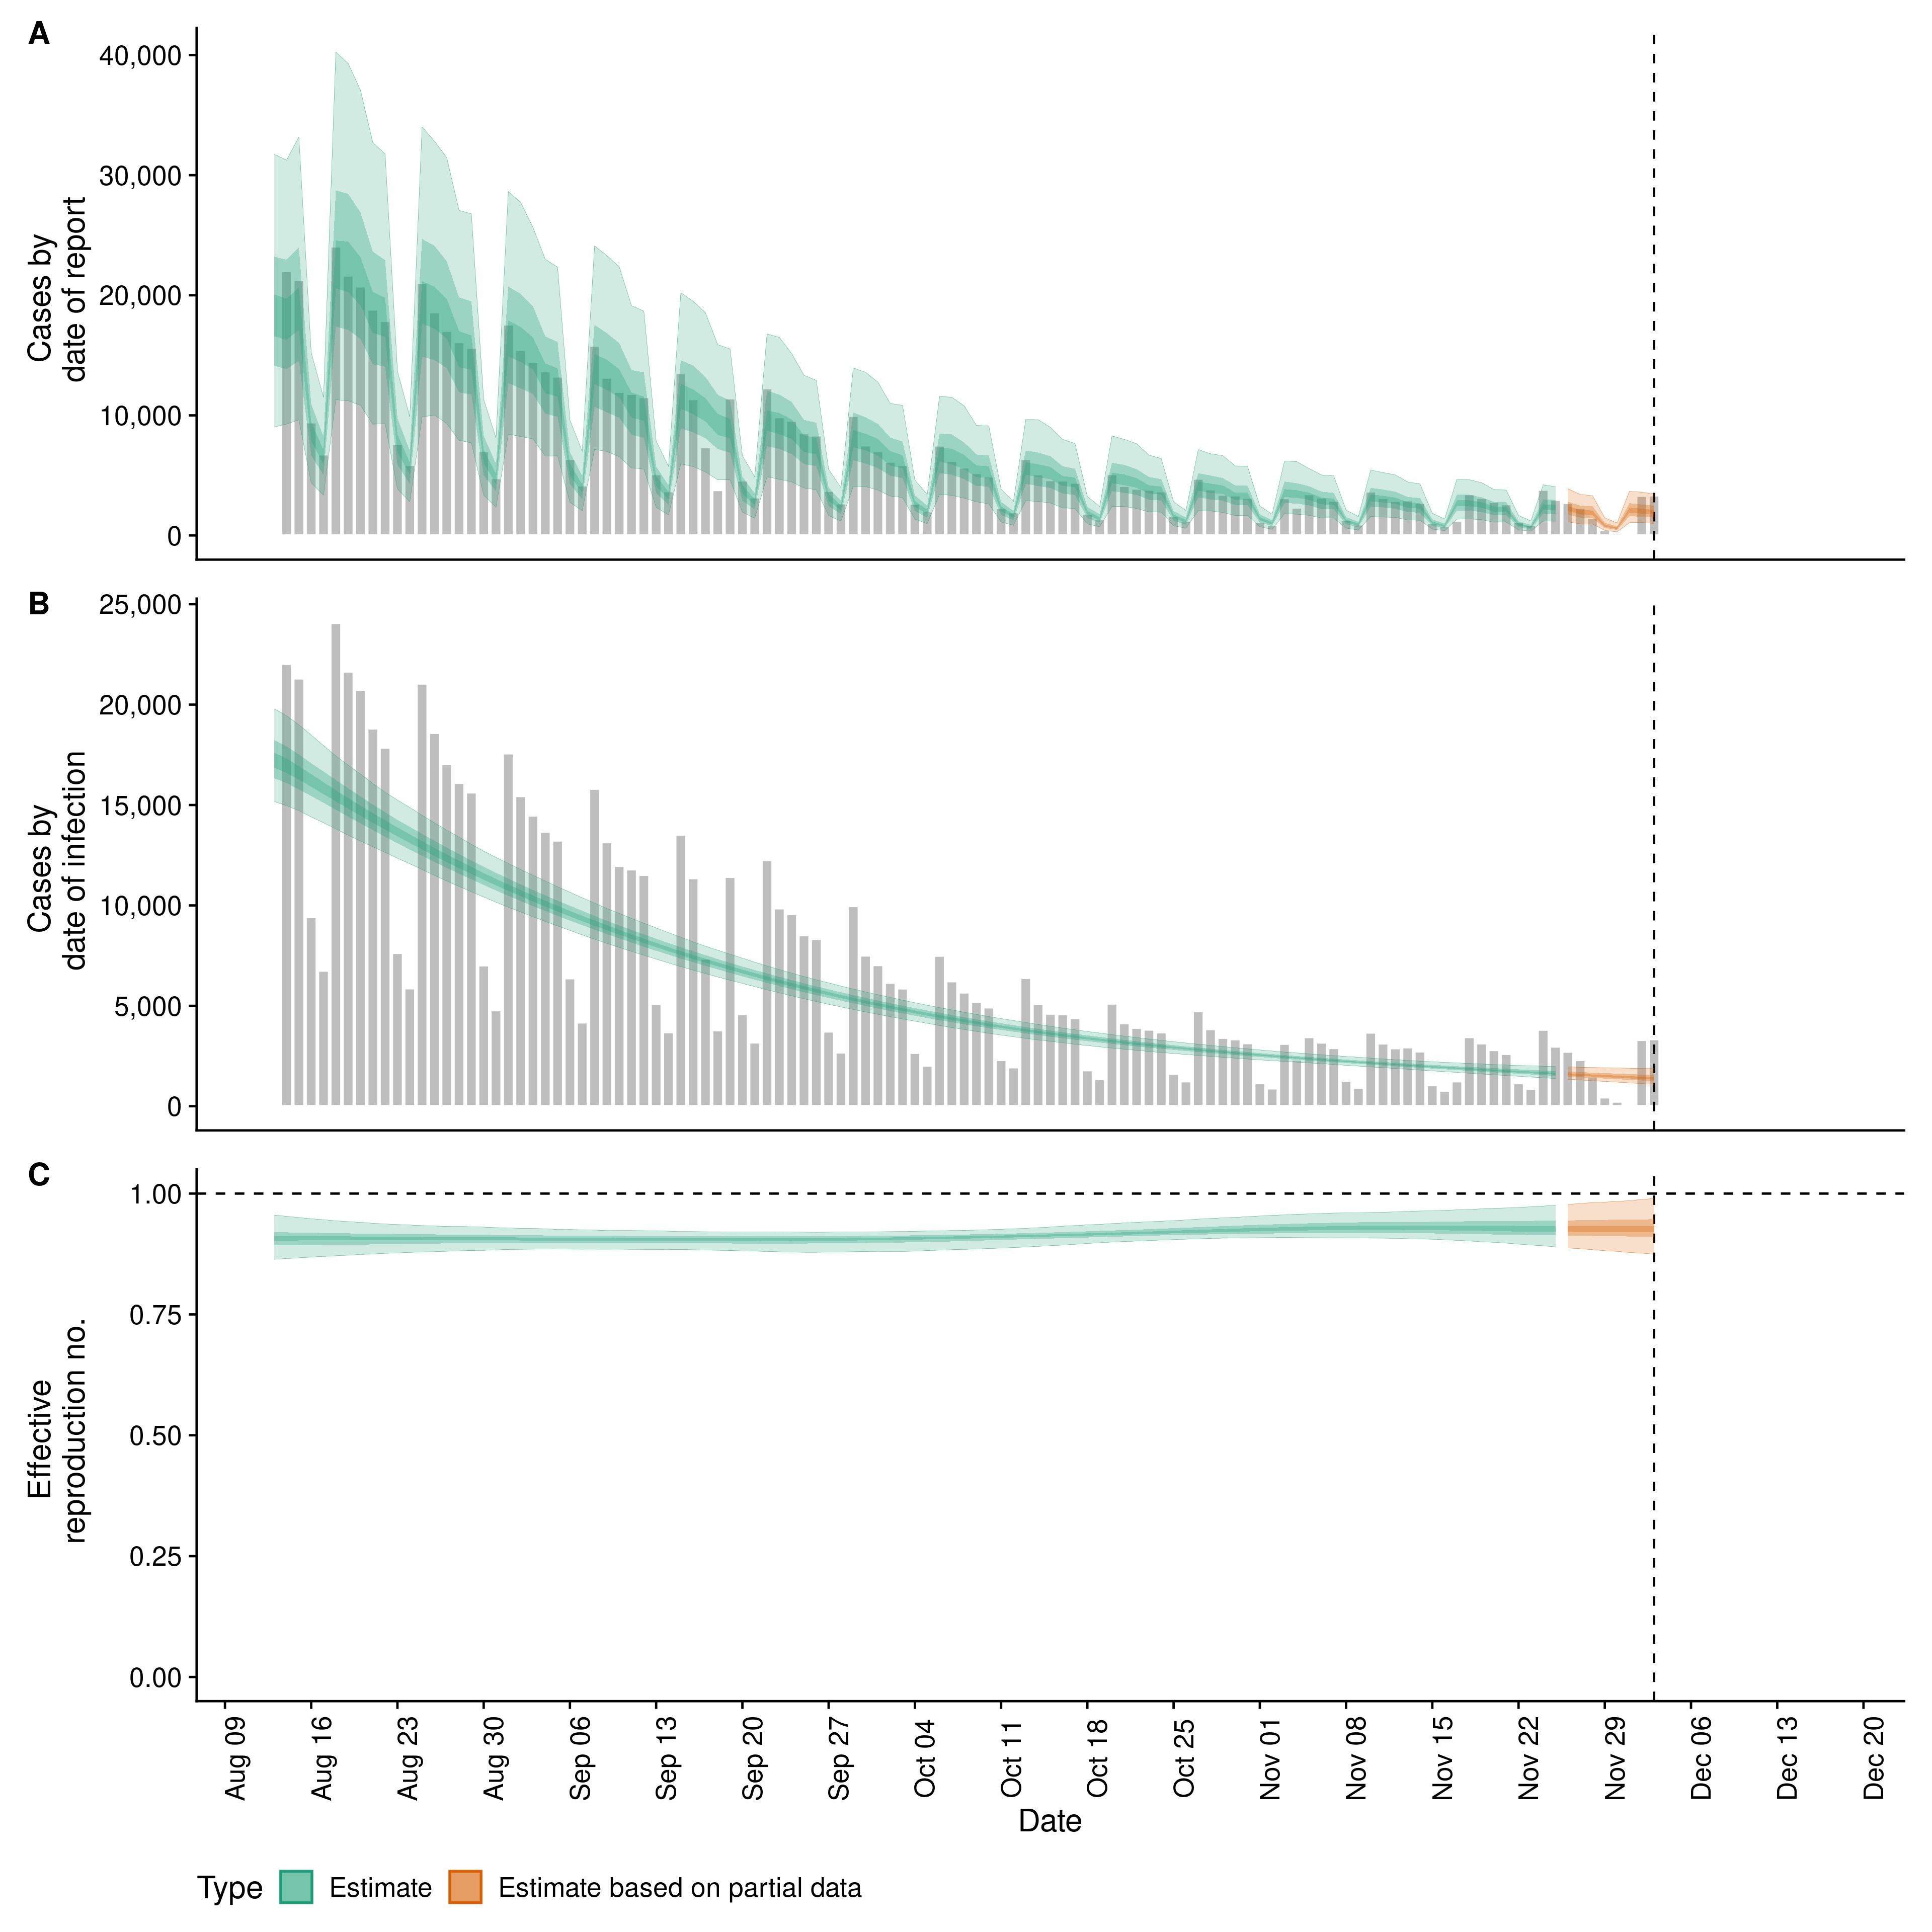 A
40,000
30,000
20,000
10,000
0
Cases by
date of report
B
25,000
20,000
15,000
10,000
5,000
0
Cases by
date of infection
C
1.00
0.75
0.50
0.25
0.00
Effective
reproduction no.
Aug 09
Aug 16
Aug 23
Aug 30
Sep 06
Sep 13
Sep 20
Sep 27
Oct 04
Oct 11
Oct 18
Oct 25
Nov 01
Nov 08
Nov 15
Nov 22
Nov 29
Dec 06
Dec 13
Dec 20
Date
Type Estimate Estimate based on partial data